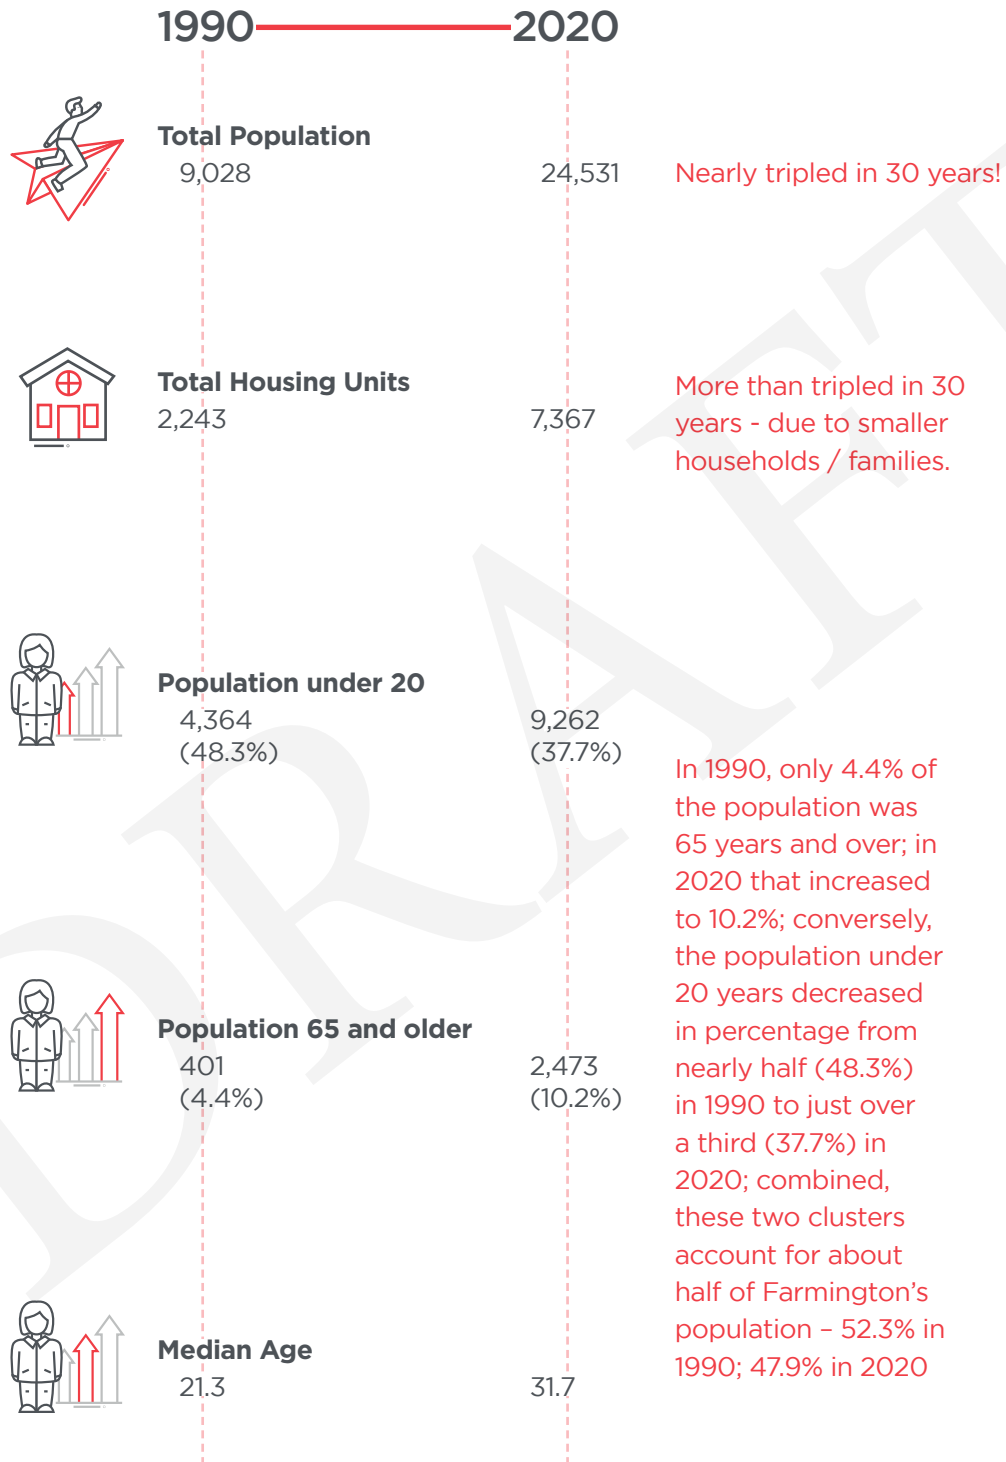 1990 2020
Total Population
9,028 24,531 Nearly tripled in 30 years!
Total Housing Units
2,243 7,367
More than tripled in 30
years - due to smaller
households / families.
Population under 20
4,364 9,262
(48.3%) (37.7%)
Population 65 and older
401 2,473
(4.4%) (10.2%)
In 1990, only 4.4% of
the population was
65 years and over; in
2020 that increased
to 10.2%; conversely,
the population under
20 years decreased
in percentage from
nearly half (48.3%)
in 1990 to just over
a third (37.7%) in
2020; combined,
these two clusters
account for about
half of Farmington's
population – 52.3% in
1990; 47.9% in 2020
Median Age
21.3 31.7
DRAFT